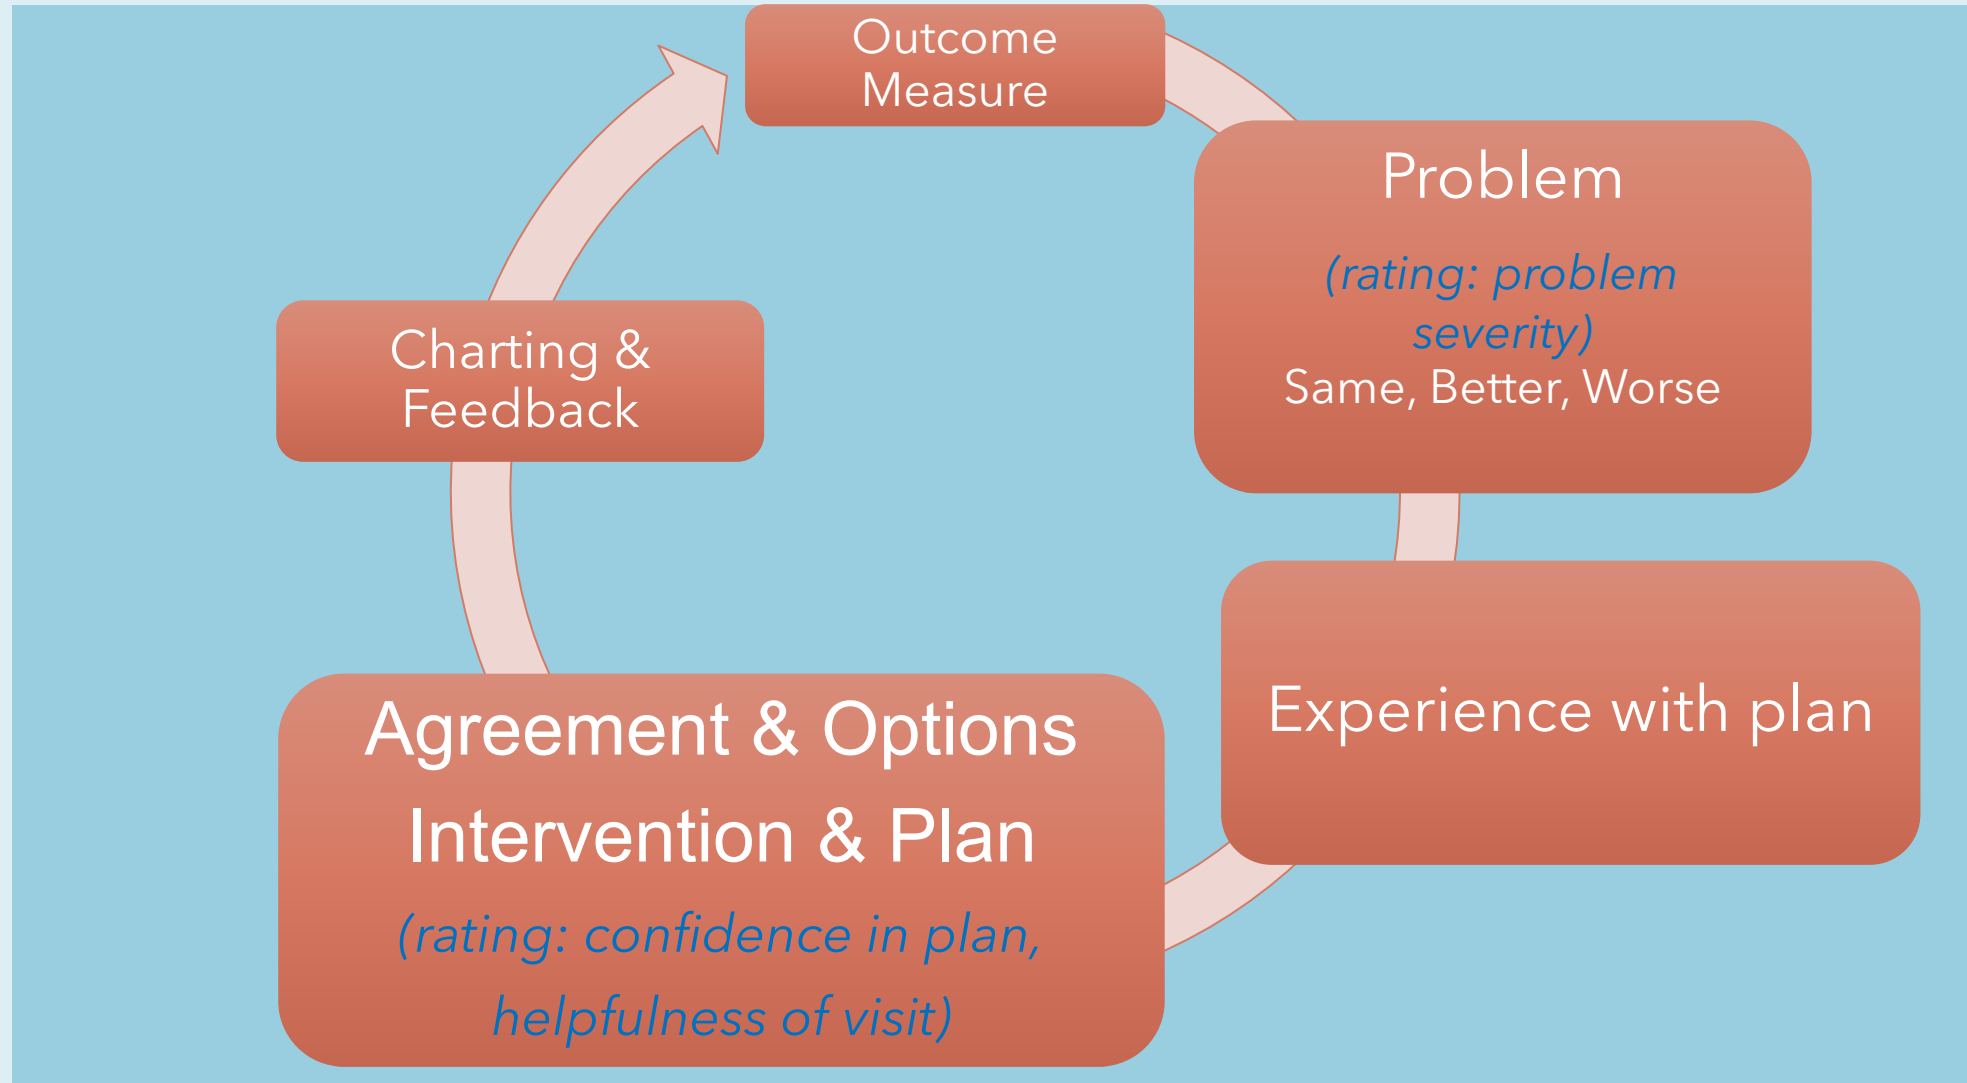 Outcome
Measure
Problem
(rating: problem
severity)
Same, Better, Worse
Experience with plan
Agreement & Options
Intervention & Plan
(rating: confidence in plan,
helpfulness of visit)
Charting &
Feedback